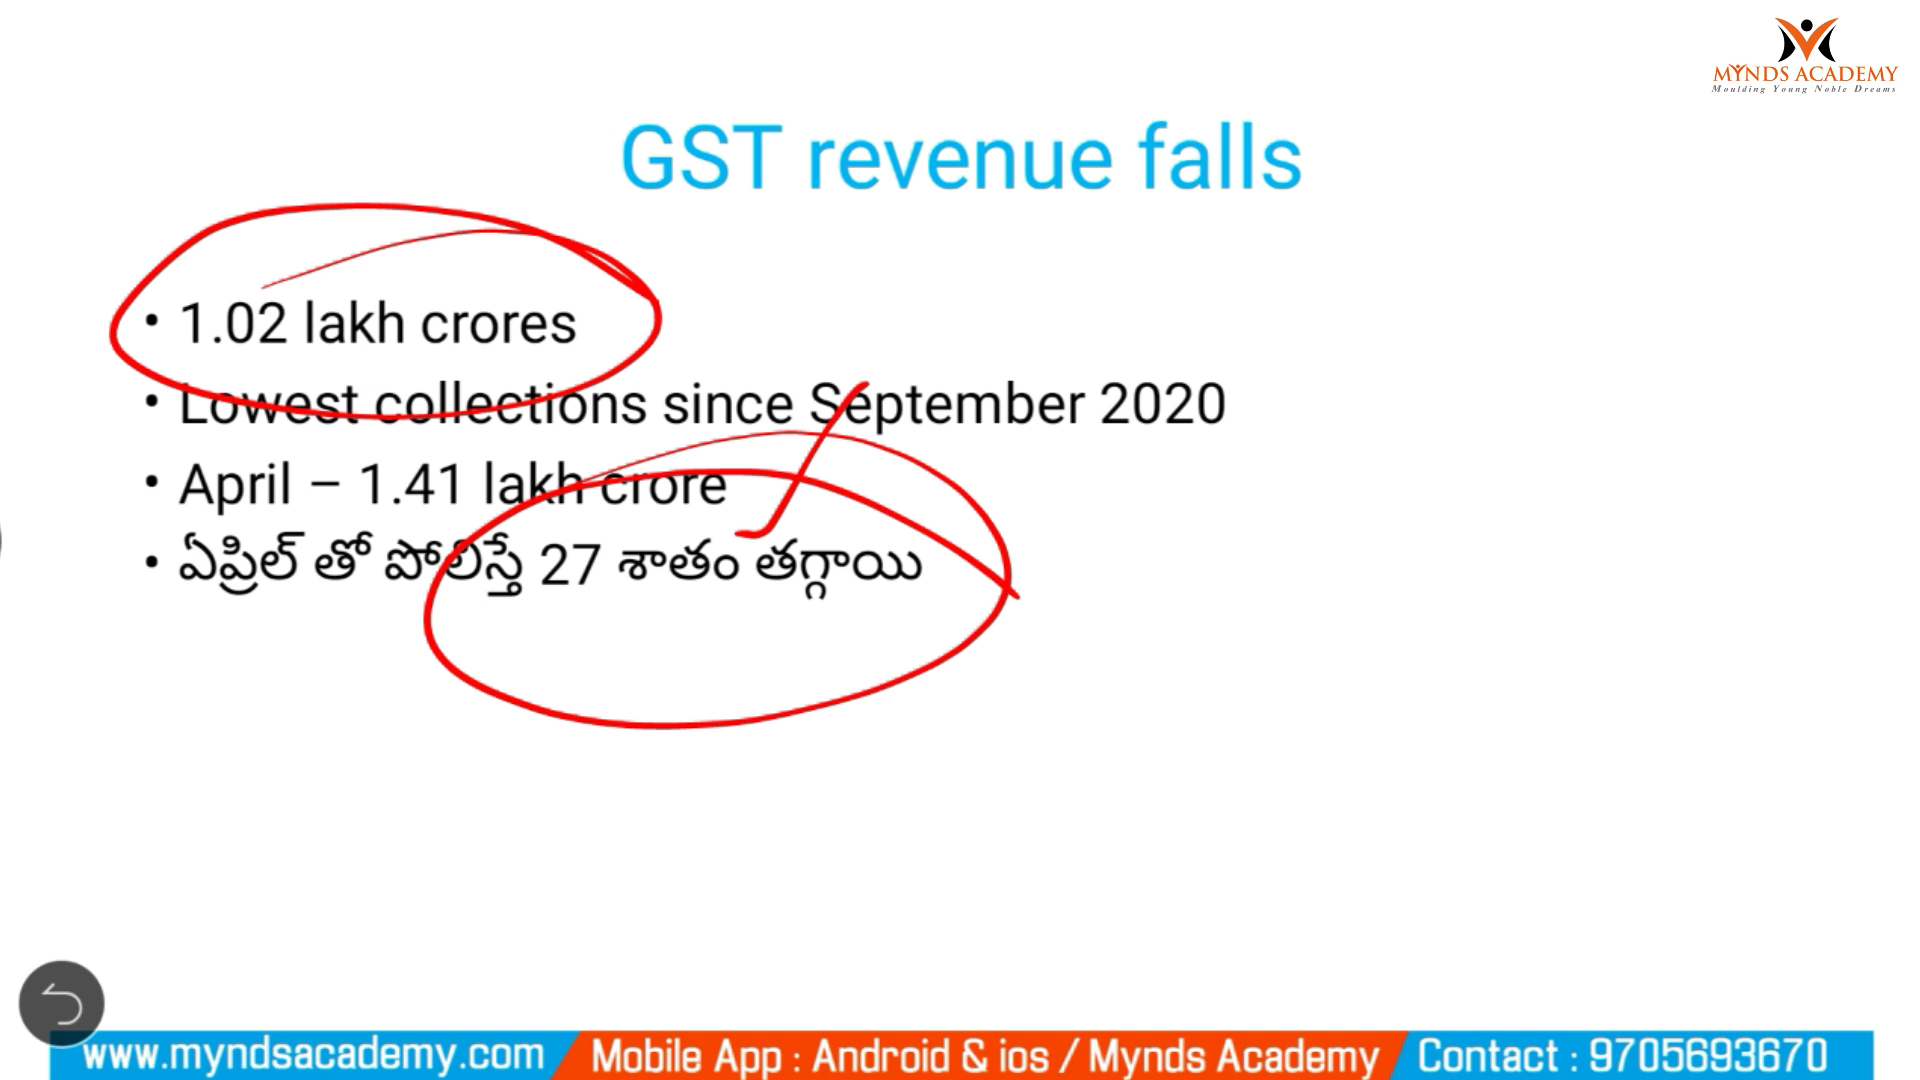 MYNDS ACADEMY
Moulding Young Noble Dreams
GST revenue falls
• 1.02 lakh crores
• Lowest collections since September 2020
• April – 1.41 lakh crore
• ఏప్రిల్ తో పోలిస్తే 27 శాతం తగ్గాయి
www.myndsacademy.com Mobile App : Android & ios / Mynds Academy Contact : 9705693670